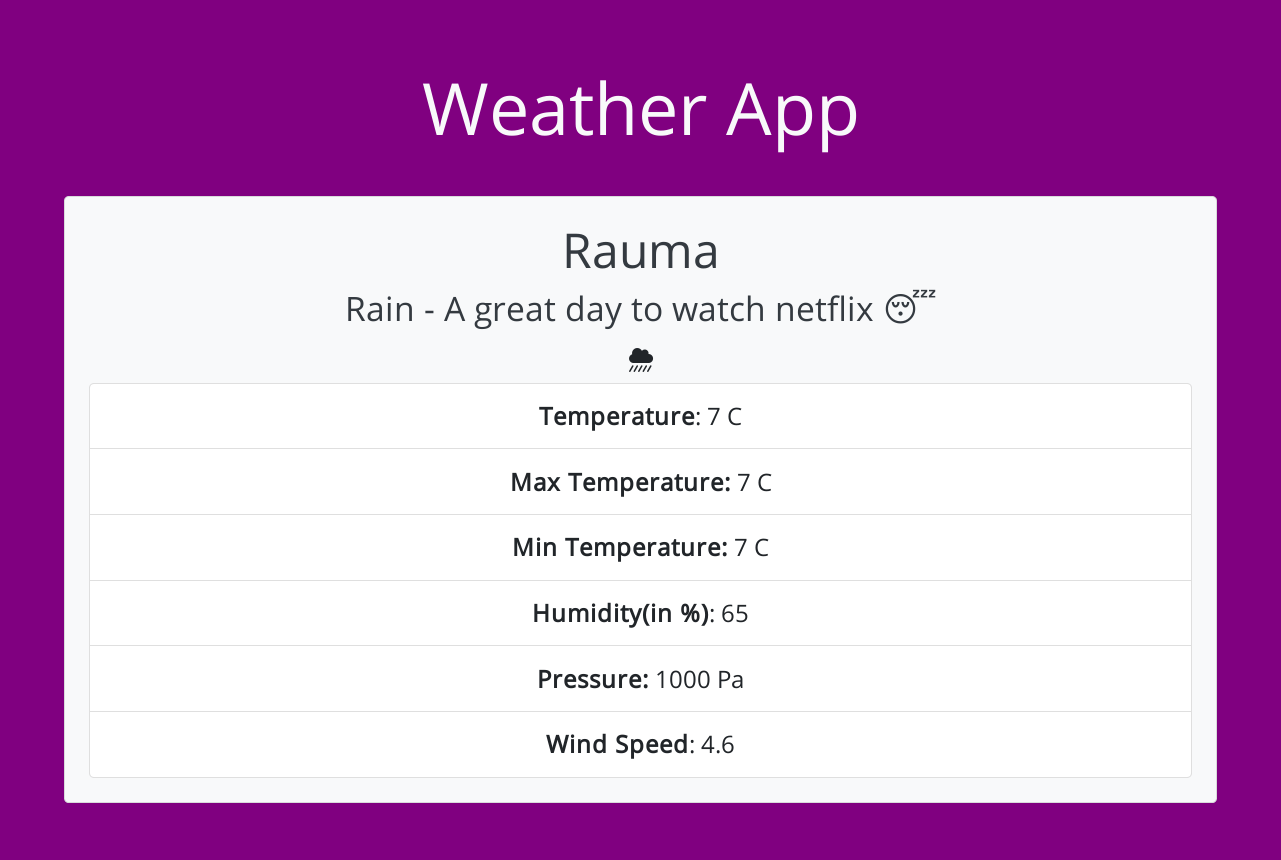 Weather App
Rauma
Rain - A great day to watch netflix 😴
Temperature: 7 C
Max Temperature: 7 C
Min Temperature: 7 C
Humidity(in %): 65
Pressure: 1000 Pa
Wind Speed: 4.6